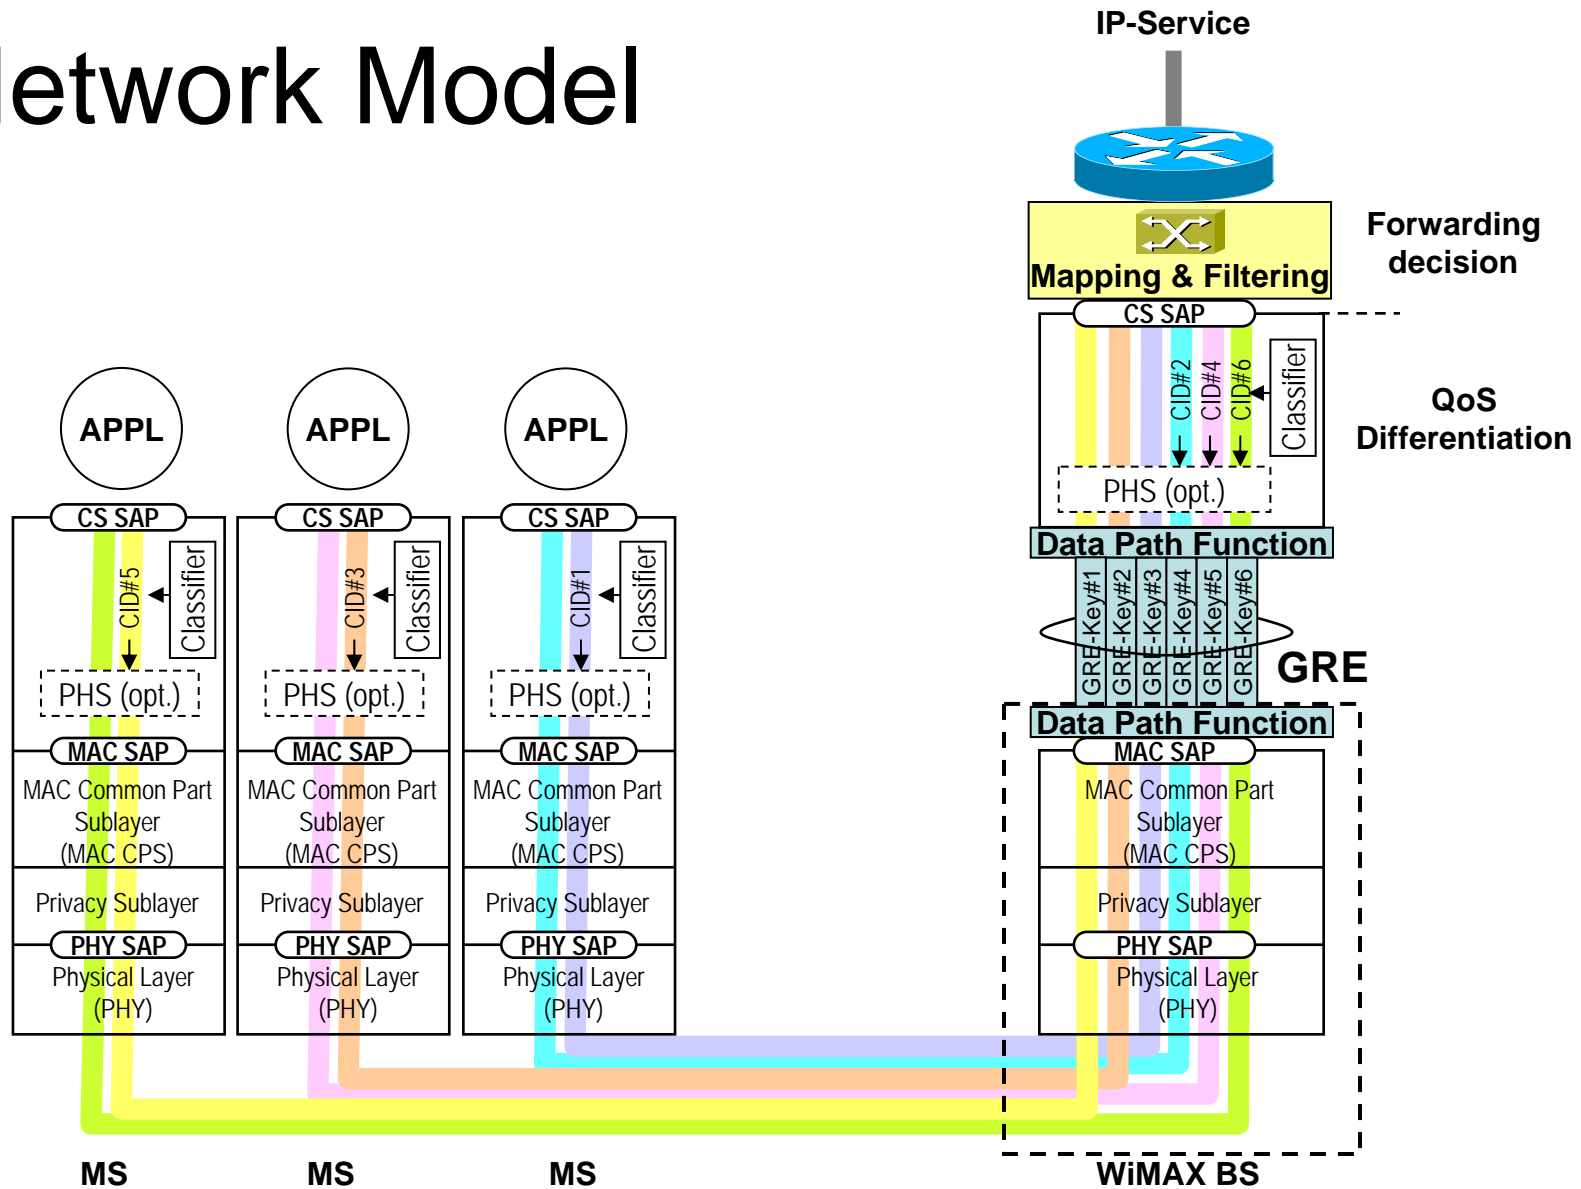 etwork Model
IP-Service
Forwarding
decision
Mapping & Filtering
CS SAP
CID#2
CID#4
CID#6
Classifier
QoS
Differentiation
PHS (opt.)
Data Path Function
GRE-Key#1
GRE-Key#2
GRE-Key#3
GRE-Key#4
GRE-Key#5
GRE-Key#6
GRE
Data Path Function
MAC SAP
MAC Common Part
Sublayer
(MAC CPS)
Privacy Sublayer
PHY SAP
Physical Layer
(PHY)
WiMAX BS
APPL
CS SAP
CID#5
Classifier
PHS (opt.)
MAC SAP
MAC Common Part
Sublayer
(MAC CPS)
Privacy Sublayer
PHY SAP
Physical Layer
(PHY)
MS
APPL
CS SAP
CID#3
Classifier
PHS (opt.)
MAC SAP
MAC Common Part
Sublayer
(MAC CPS)
Privacy Sublayer
PHY SAP
Physical Layer
(PHY)
MS
APPL
CS SAP
CID#1
Classifier
PHS (opt.)
MAC SAP
MAC Common Part
Sublayer
(MAC CPS)
Privacy Sublayer
PHY SAP
Physical Layer
(PHY)
MS